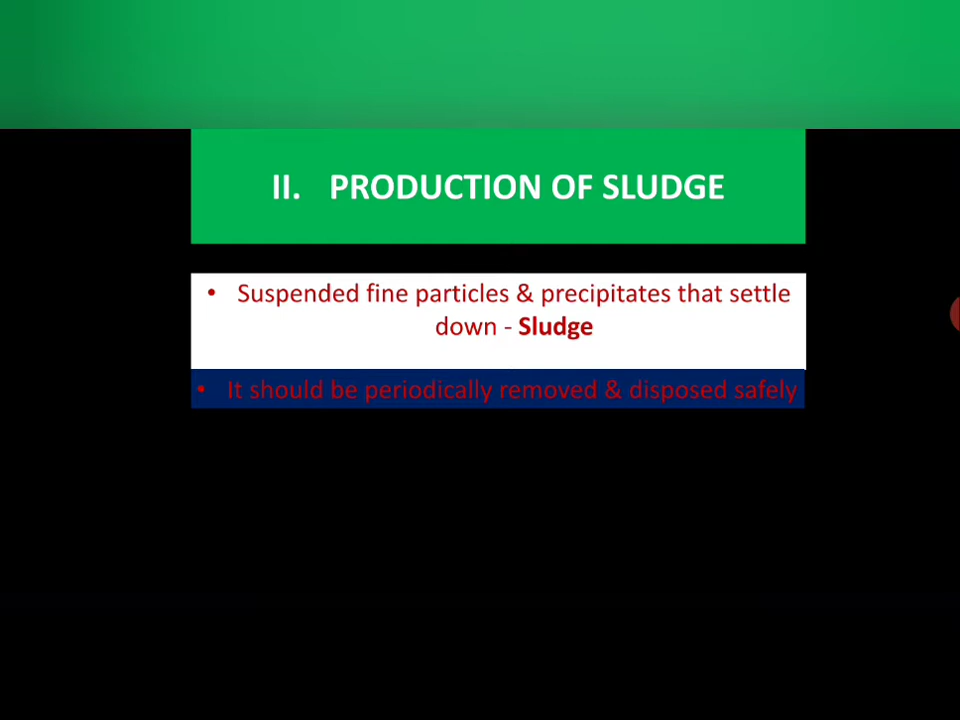 II. PRODUCTION OF SLUDGE
• Suspended fine particles & precipitates that settle
down - Sludge
• It should be periodically removed & disposed safely